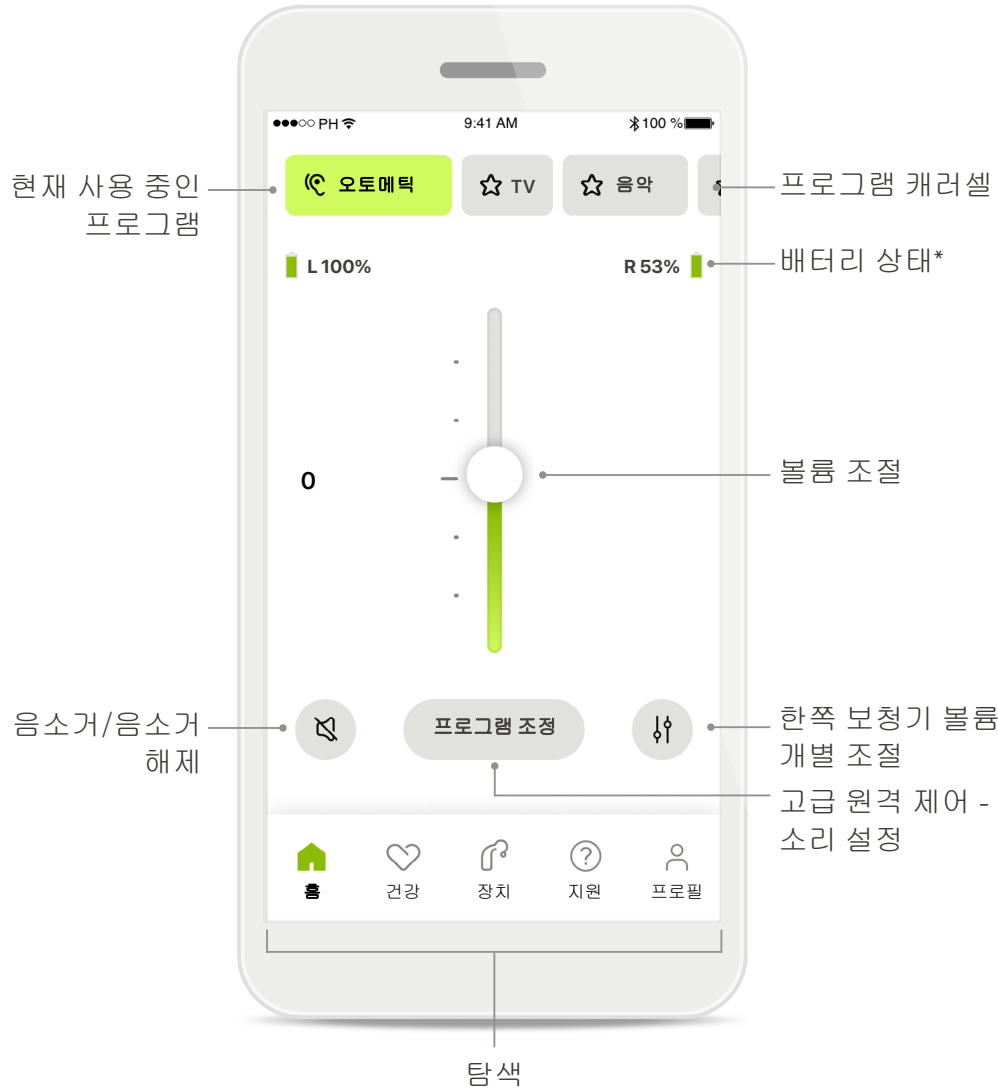 PH 9:41 AM 100 %
현재 사용 중인
프로그램
오토메틱 TV 음악
프로그램 캐러셀
L 100% R 53%
배터리 상태*
0
볼륨 조절
음소거/음소거
해제
프로그램 조정
한쪽 보청기 볼륨
개별 조절
고급 원격 제어 -
소리 설정
홈 건강 장치 지원 프로필
탐색